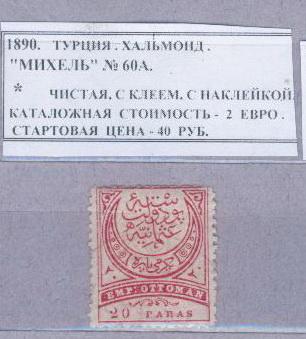 1890. ТУРЦИЯ. ХАЛЬМОНД.
"МИХЕЛЬ" № 60А.
* ЧИСТАЯ, С КЛЕЕМ, С НАКЛЕЙКОЙ.
КАТАЛОЖНАЯ СТОИМОСТЬ - 2 ЕВРО.
СТАРТОВАЯ ЦЕНА - 40 РУБ.
EMP: OTTOMAN
20 PARAS